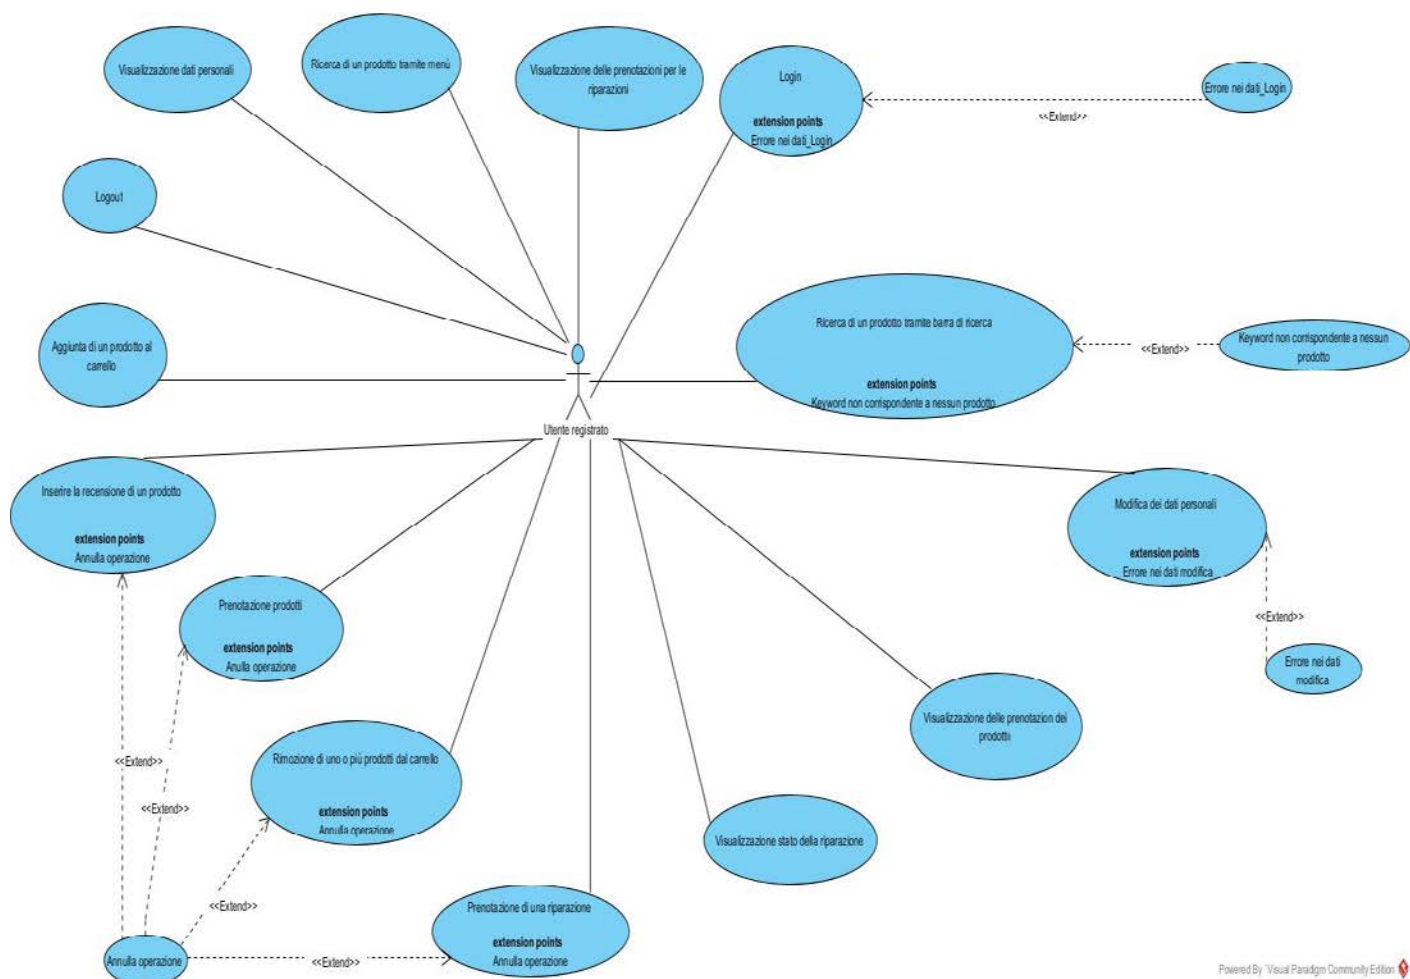 Visualizzazione dati personali
Ricerca di un prodotto tramite menù
Visualizzazione delle prenotazioni per le
riparazioni
Login
extension points
Errore nei dati_Login
<<Extend>>
Errore nei dati_Login
Logout
Aggiunta di un prodotto al
carrello
Ricerca di un prodotto tramite barra di ricerca
extension points
Keyword non corrispondente a nessun prodotto
<<Extend>>
Keyword non corrispondente a nessun
prodotto
Utente registrato
Inserire la recensione di un prodotto
extension points
Annulla operazione
Modifica dei dati personali
extension points
Errore nei dati modifica
<<Extend>>
Errore nei dati
modifica
Prenotazione prodotti
extension points
Anulla operazione
Visualizzazione delle prenotazion dei
prodotti
Rimozione di uno o più prodotti dal carrello
extension points
Annulla operazione
<<Extend>>
<<Extend>>
Visualizzazione stato della riparazione
<<Extend>>
Prenotazione di una riparazione
extension points
Annulla operazione
Annulla operazione
<<Extend>>
Powered By Visual Paradigm Community Edition